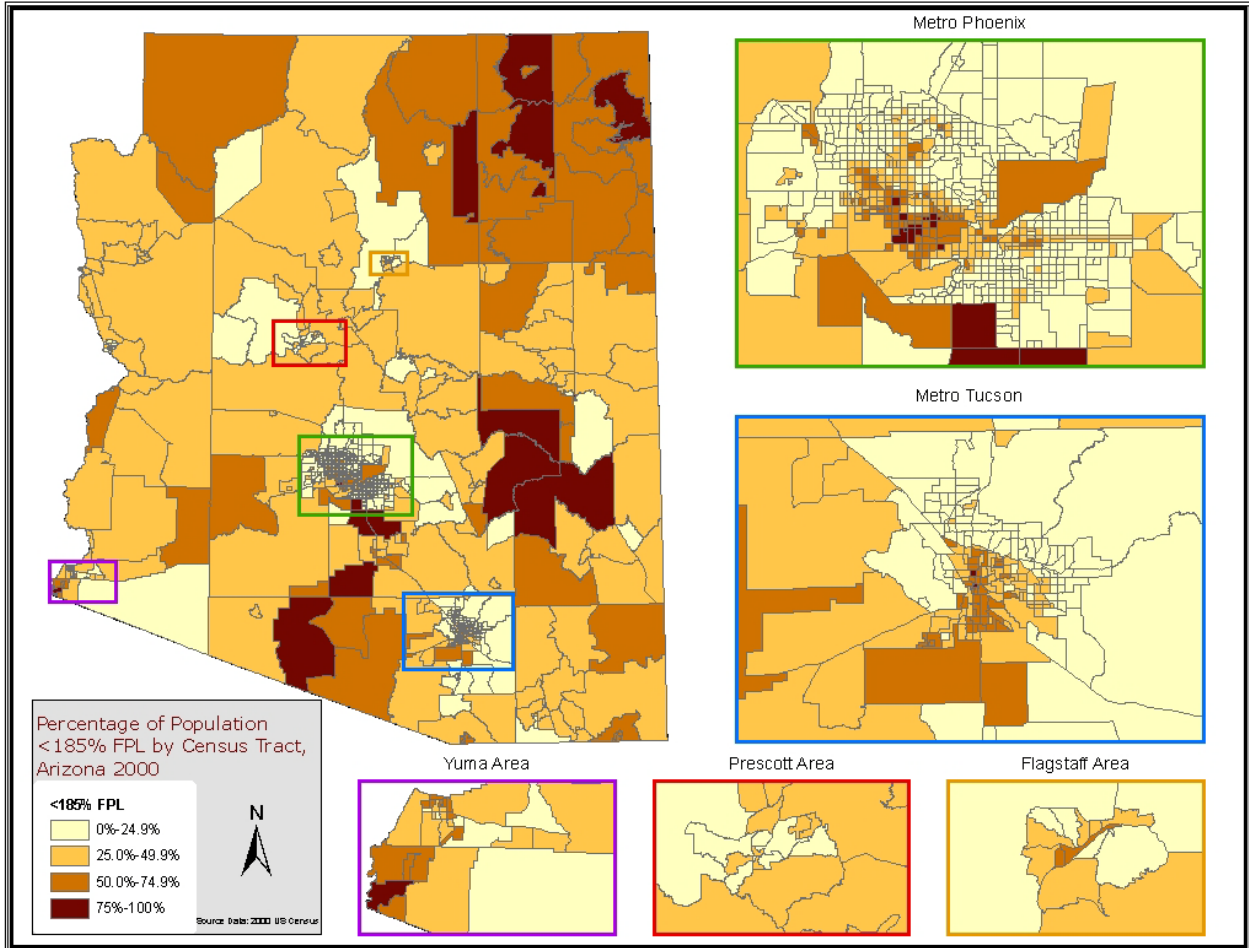 Metro Phoenix
Metro Tucson
Yuma Area
Prescott Area
Flagstaff Area
Percentage of Population
<185% FPL by Census Tract,
Arizona 2000
<185% FPL
0%-24.9%
25.0%-49.9%
50.0%-74.9%
75%-100%
N
Source Data: 2000 US Census